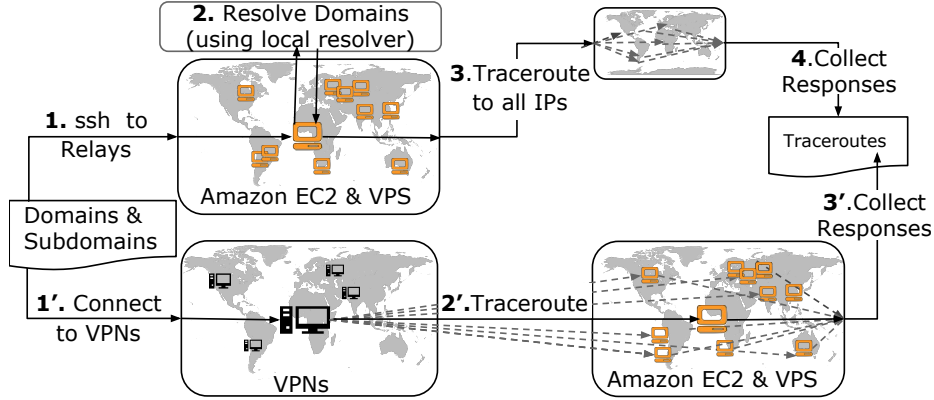 2. Resolve Domains
(using local resolver)
1. ssh to
Relays
Amazon EC2 & VPS
3.Traceroute
to all IPs
4.Collect
Responses
Traceroutes
Domains &
Subdomains
1'. Connect
to VPNs
VPNs
2'.Traceroute
Amazon EC2 & VPS
3'.Collect
Responses